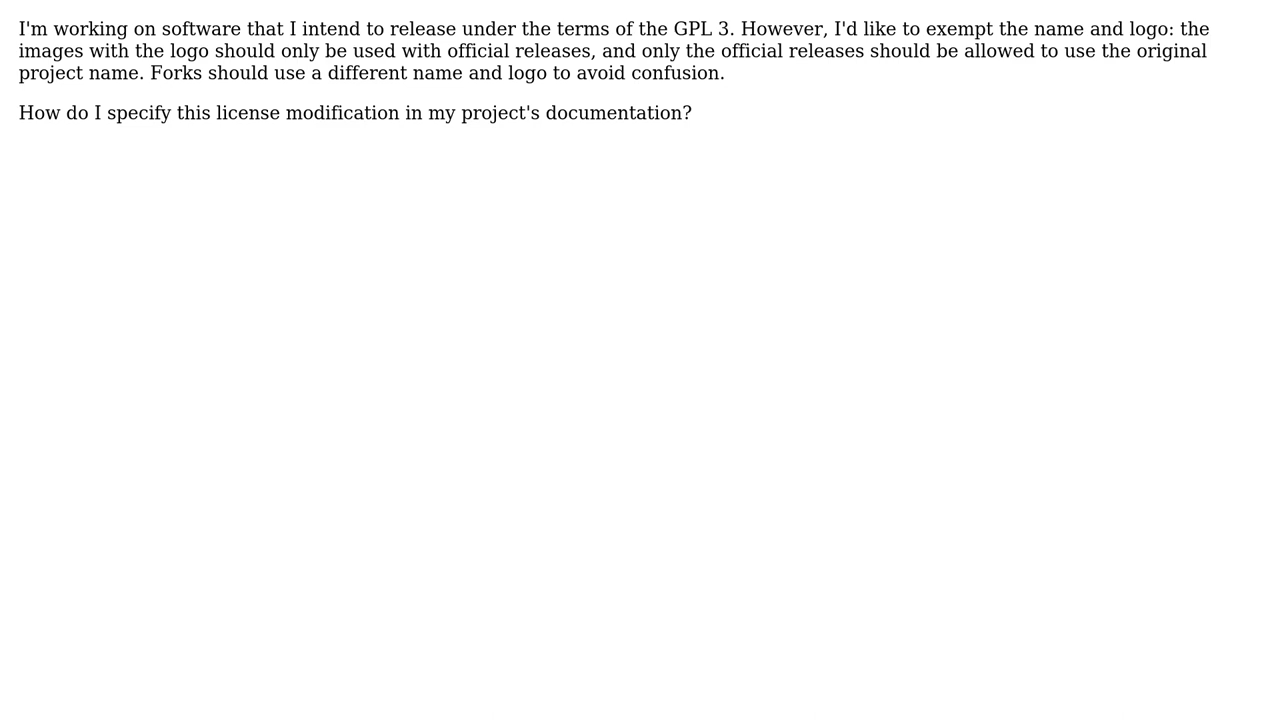 I'm working on software that I intend to release under the terms of the GPL 3. However, I'd like to exempt the name and logo: the
images with the logo should only be used with official releases, and only the official releases should be allowed to use the original
project name. Forks should use a different name and logo to avoid confusion.
How do I specify this license modification in my project's documentation?